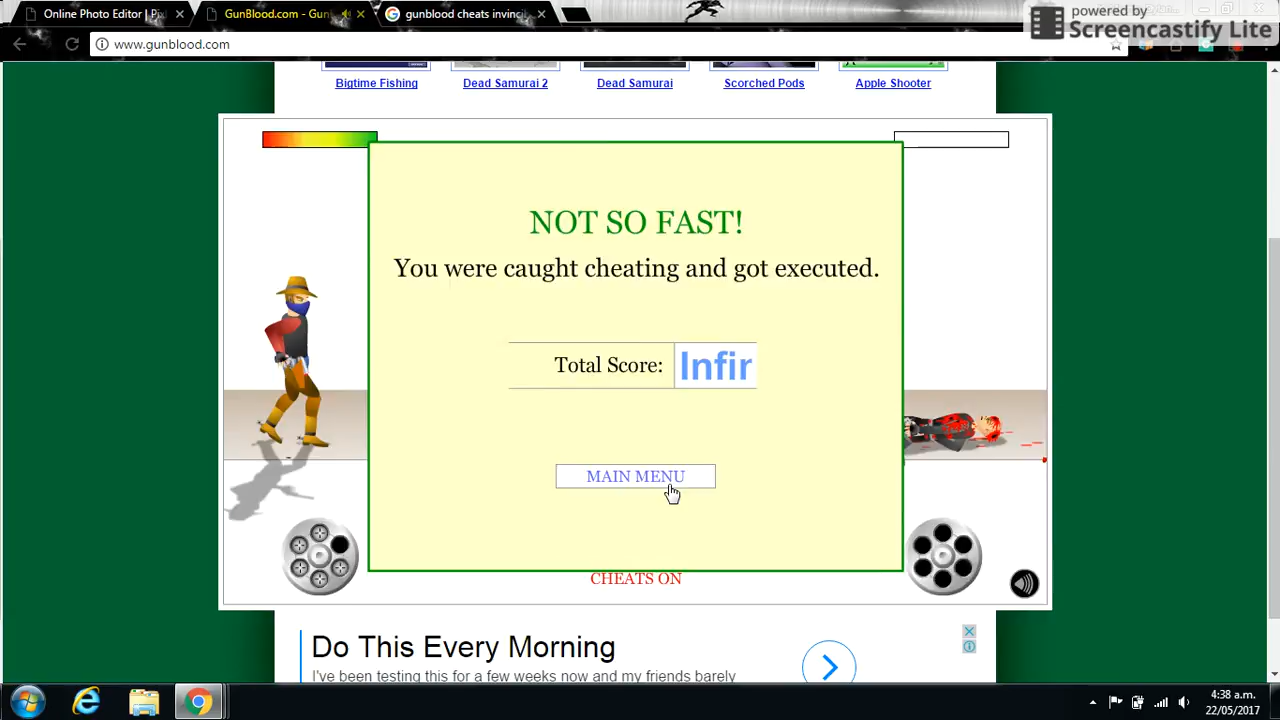 Online Photo Editor | Pixl
GunBlood.com - Gunl
gunblood cheats invincil
powered by
Screencastify Lite
www.gunblood.com
Bigtime Fishing
Dead Samurai 2
Dead Samurai
Scorched Pods
Apple Shooter
NOT SO FAST!
You were caught cheating and got executed.
Total Score: Infir
MAIN MENU
CHEATS ON
Do This Every Morning
I've been testing this for a few weeks now and my friends barely
4:38 a.m.
22/05/2017